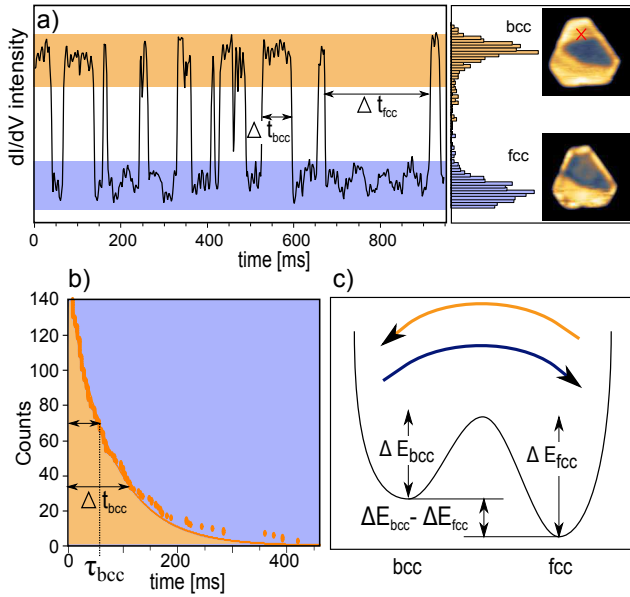 a)
dI/dV intensity
Δ t_bcc
Δ t_fcc
0 200 400 600 800
time [ms]
bcc
fcc
b)
Counts
140
120
100
80
60
40
20
0
Δ t_bcc
0 200 400
τ_bcc
time [ms]
c)
Δ E_bcc
Δ E_fcc
ΔE_bcc - ΔE_fcc
bcc fcc